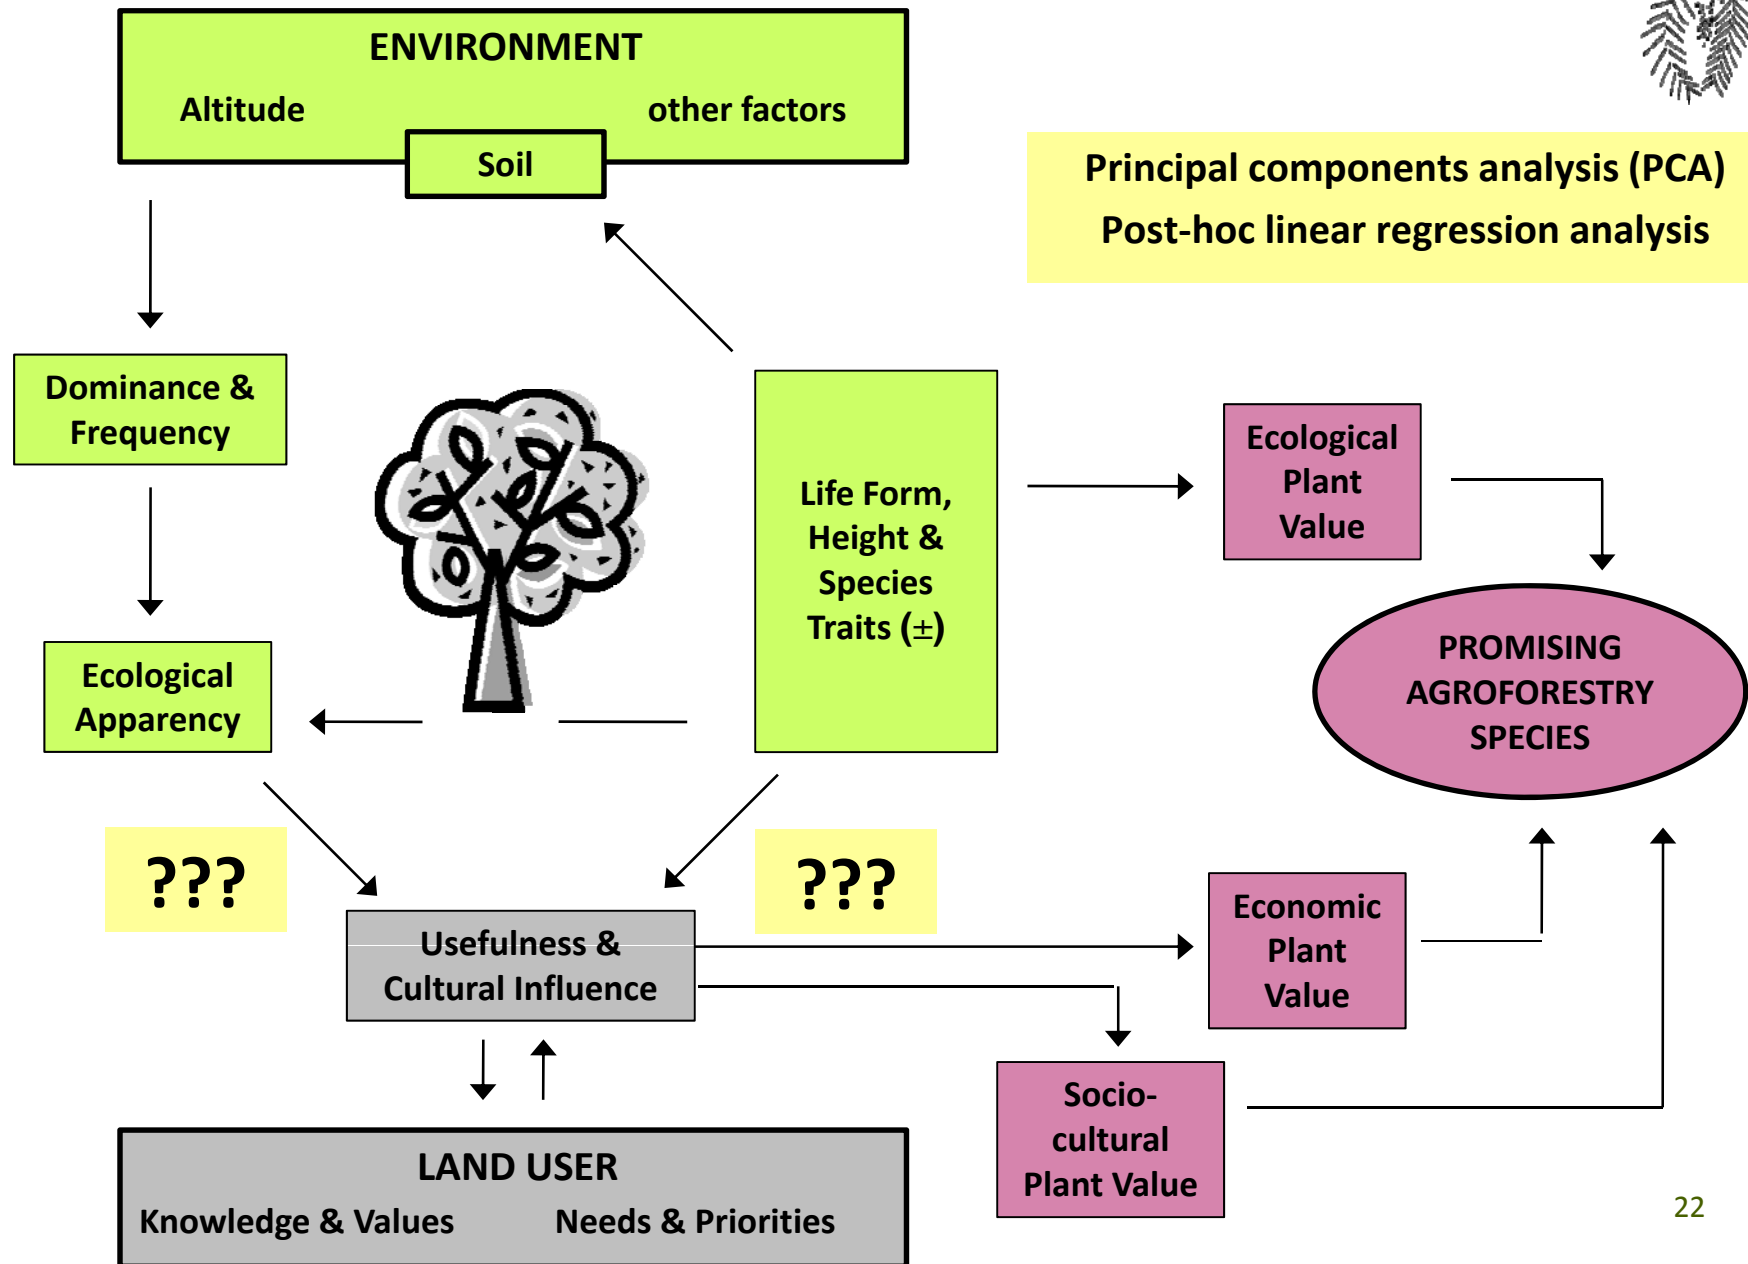 ENVIRONMENT
Altitude
other factors
Soil
Principal components analysis (PCA)
Post-hoc linear regression analysis
Dominance &
Frequency
Life Form,
Height &
Species
Traits (±)
Ecological
Plant
Value
Ecological
Apparency
PROMISING
AGROFORESTRY
SPECIES
???
???
Usefulness &
Cultural Influence
Economic
Plant
Value
Socio-
cultural
Plant Value
LAND USER
Knowledge & Values
Needs & Priorities
22